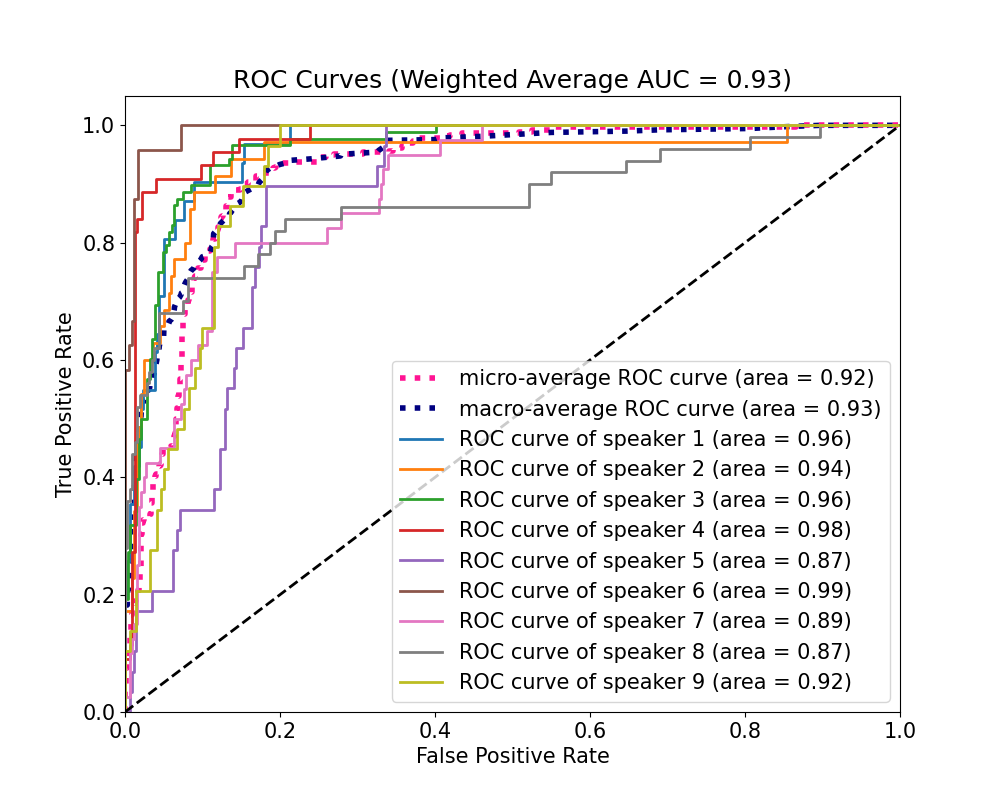 ROC Curves (Weighted Average AUC = 0.93)
1.0
0.8
0.6
0.4
0.2
0.0
True Positive Rate
micro-average ROC curve (area = 0.92)
macro-average ROC curve (area = 0.93)
ROC curve of speaker 1 (area = 0.96)
ROC curve of speaker 2 (area = 0.94)
ROC curve of speaker 3 (area = 0.96)
ROC curve of speaker 4 (area = 0.98)
ROC curve of speaker 5 (area = 0.87)
ROC curve of speaker 6 (area = 0.99)
ROC curve of speaker 7 (area = 0.89)
ROC curve of speaker 8 (area = 0.87)
ROC curve of speaker 9 (area = 0.92)
0.0 0.2 0.4 0.6 0.8 1.0
False Positive Rate